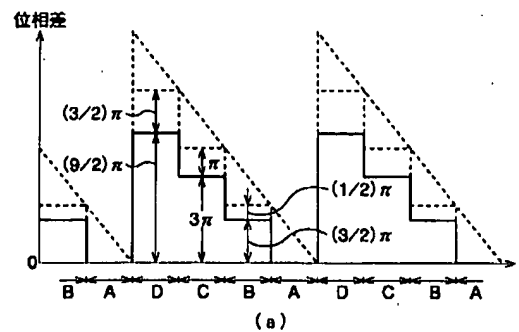 位相差
(3/2)π
(9/2)π
π
3π
(1/2)π
(3/2)π
0
B A D C B A D C B A
(a)